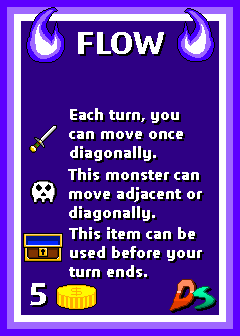 FLOW
Each turn, you
can move once
diagonally.
This monster can
move adjacent or
diagonally.
This item can be
used before your
turn ends.
5
DS